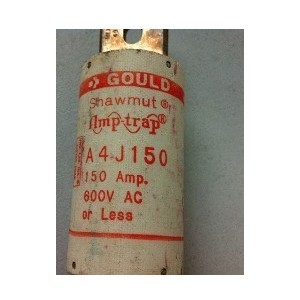 GOULD
Shawmut®
Amp-trap®
A4J150
150 Amp.
600V AC
or Less